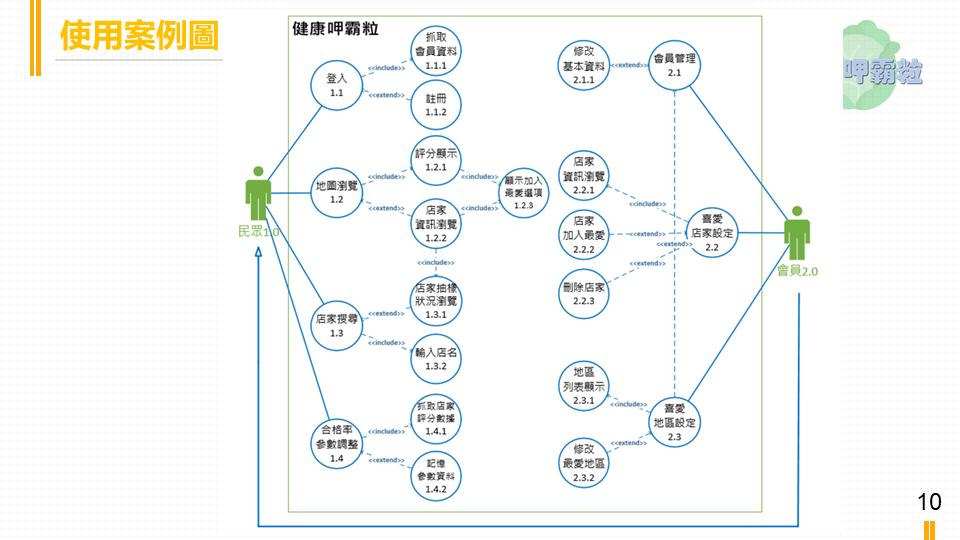 使用案例圖
健康呷霸粒
呷霸粒
抓取
會員資料
1.1.1
<<include>>
登入
1.1
<<extend>>
註冊
1.1.2
評分顯示
1.2.1
<<include>>
<<include>>
地圖瀏覽
1.2
顯示加入
最愛選項
1.2.3
<<extend>>
<<include>>
店家
資訊瀏覽
1.2.2
民眾1.0
<<include>>
店家抽樣
狀況瀏覽
1.3.1
<<extend>>
店家搜尋
1.3
<<include>>
輸入店名
1.3.2
抓取店家
評分數據
1.4.1
<<include>>
合格率
參數調整
1.4
<<extend>>
記憶
參數資料
1.4.2
修改
基本資料
2.1.1
<<extend>>
會員管理
2.1
店家
資訊瀏覽
2.2.1
<<include>>
店家
加入最愛
2.2.2
<<extend>>
喜愛
店家設定
2.2
<<extend>>
<<extend>>
刪除店家
2.2.3
會員2.0
地區
列表顯示
2.3.1
<<include>>
喜愛
地區設定
2.3
<<extend>>
修改
最愛地區
2.3.2
10